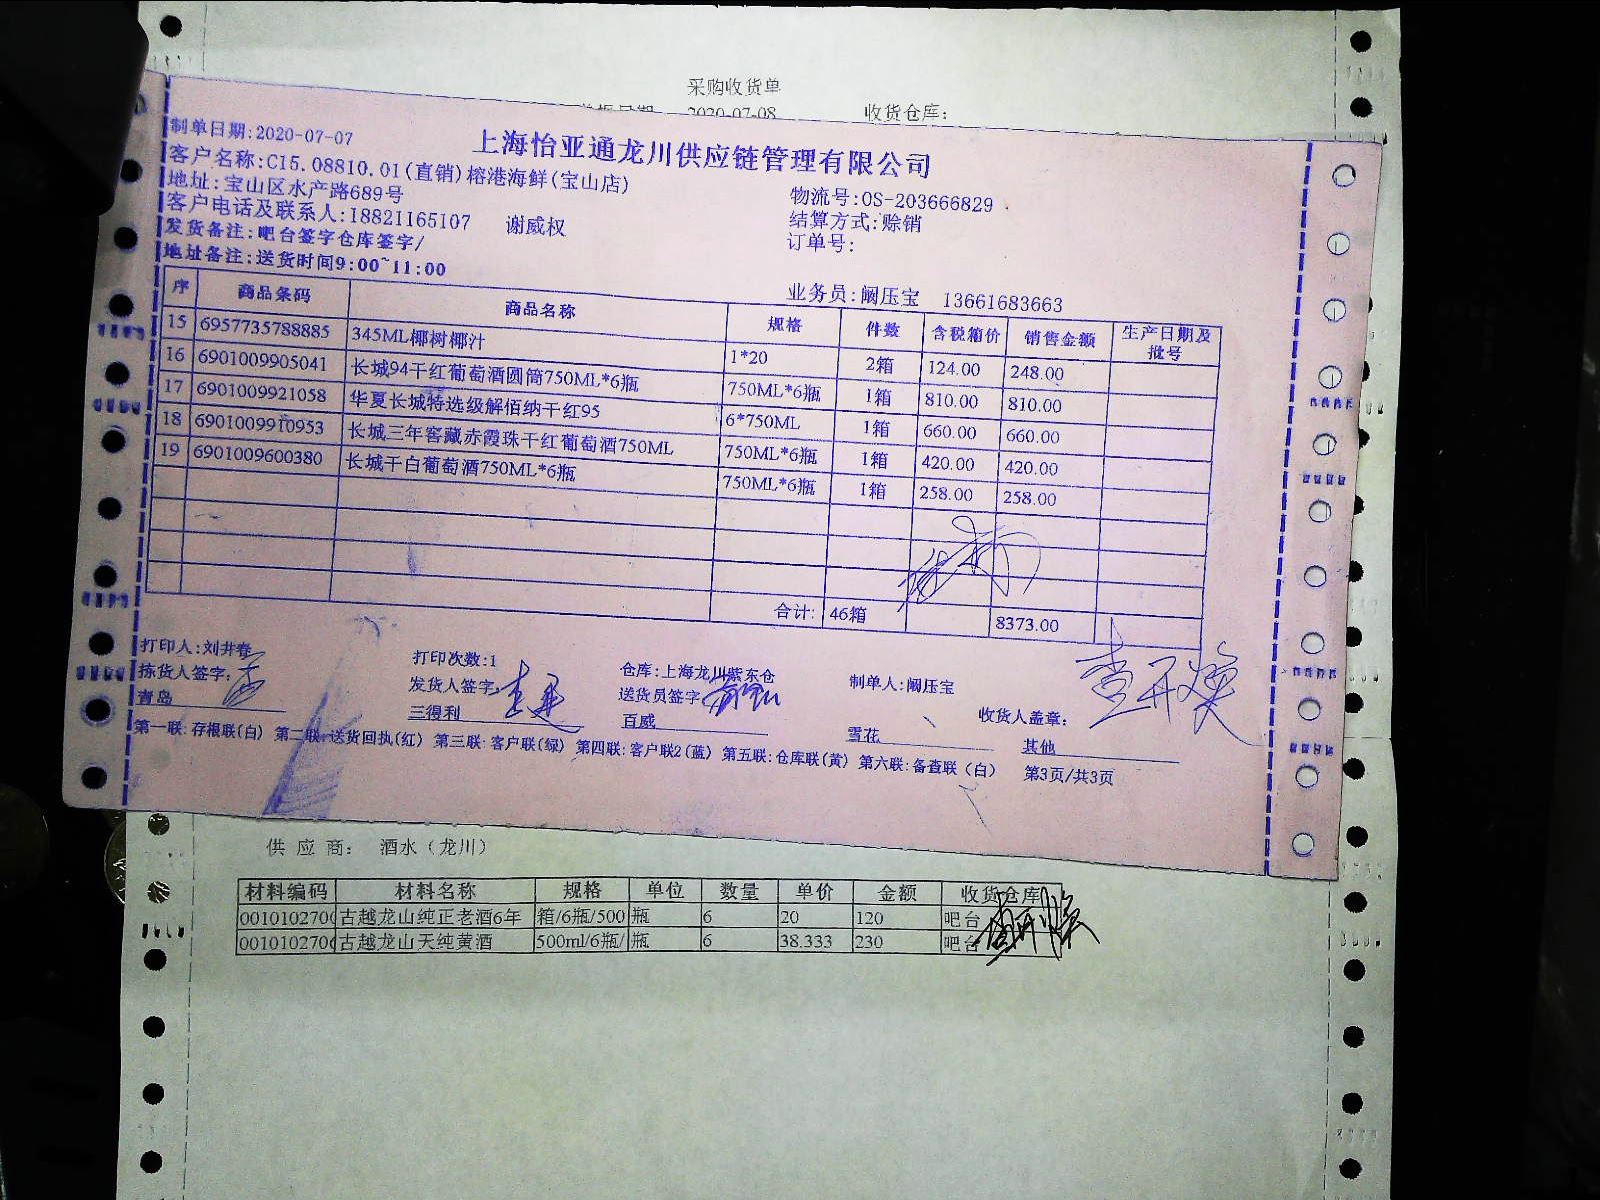 采购收货单
2020-07-08 收货仓库:
制单日期:2020-07-07 上海怡亚通龙川供应链管理有限公司
客户名称:C15.08810.01(直销)榕港海鲜(宝山店)
地址:宝山区水产路689号 物流号:OS-203666829
客户电话及联系人:18821165107 谢威权 结算方式:赊销
发货备注:吧台签字仓库签字/ 订单号:
地址备注:送货时间9:00~11:00
业务员:阚压宝 13661683663
序 商品条码 商品名称 规格 件数 含税箱价 销售金额 生产日期及批号
15 6957735788885 345ML椰树椰汁 1*20 2箱 124.00 248.00
16 6901009905041 长城94干红葡萄酒圆筒750ML*6瓶 750ML*6瓶 1箱 810.00 810.00
17 6901009921058 华夏长城特选级解佰纳干红95 6*750ML 1箱 660.00 660.00
18 6901009910953 长城三年窖藏赤霞珠干红葡萄酒750ML 750ML*6瓶 1箱 420.00 420.00
19 6901009600380 长城干白葡萄酒750ML*6瓶 750ML*6瓶 1箱 258.00 258.00
合计: 46箱 8373.00
打印人:刘井春 打印次数:1 仓库:上海龙川紫东仓 制单人:阚压宝
拣货人签字: 发货人签字: 送货员签字: 收货人盖章:
青岛 三得利 百威 雪花 其他
第一联:存根联(白) 第二联:送货回执(红) 第三联:客户联(绿) 第四联:客户联2(蓝) 第五联:仓库联(黄) 第六联:备查联(白) 第3页/共3页
供应商: 酒水(龙川)
材料编码 材料名称 规格 单位 数量 单价 金额 收货仓库
0010102700 古越龙山纯正老酒6年 箱/6瓶/500 瓶 6 20 120 吧台
001010270 古越龙山天纯黄酒 500ml/6瓶/ 瓶 6 38.333 230 吧台